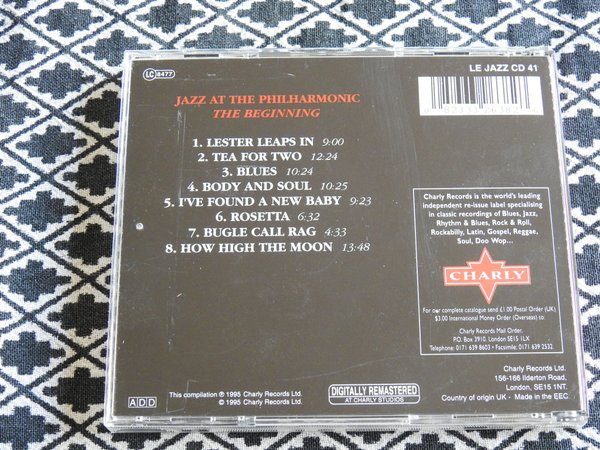 LC 8477
LE JAZZ CD 41
JAZZ AT THE PHILHARMONIC
THE BEGINNING
1. LESTER LEAPS IN 9:00
2. TEA FOR TWO 12:24
3. BLUES 10:24
4. BODY AND SOUL 10:25
5. I'VE FOUND A NEW BABY 9:23
6. ROSETTA 6:32
7. BUGLE CALL RAG 4:33
8. HOW HIGH THE MOON 13:48
Charly Records is the world's leading
independent re-issue label specialising
in classic recordings of Blues, Jazz,
Rhythm & Blues, Rock & Roll,
Rockabilly, Latin, Gospel, Reggae,
Soul, Doo Wop...
CHARLY
For our complete catalogue send £1.00 Postal Order (UK)
$3.00 International Money Order (Overseas) to:
Charly Records Mail Order.
P.O. Box 3910. London SE15 1LX
Telephone: 0171 639 8603 • Facsimile: 0171 639 2532
ADD
This compilation ℗ 1995 Charly Records Ltd.
© 1995 Charly Records Ltd.
DIGITALLY REMASTERED
AT CHARLY STUDIOS
Charly Records Ltd.
156-166 Ilderton Road,
London, SE15 1NT.
Country of origin UK - Made in the EEC.